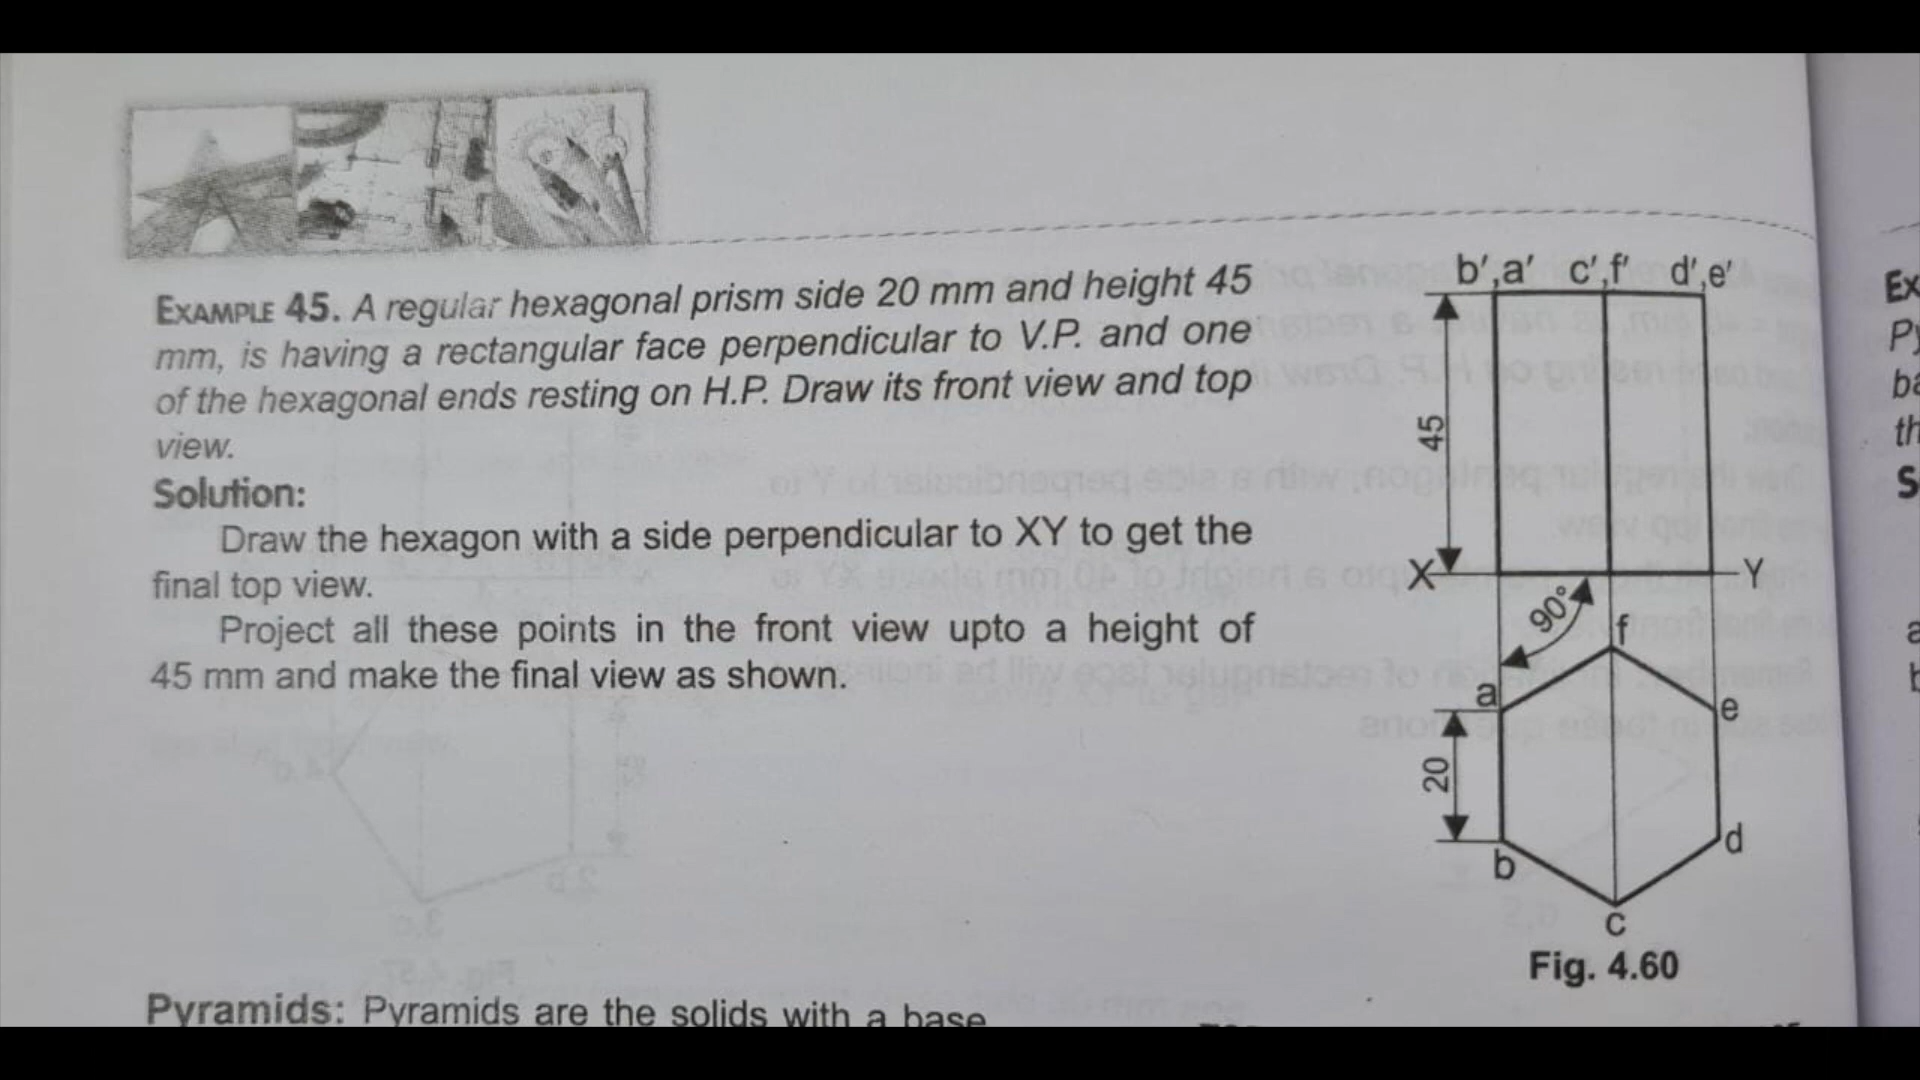 EXAMPLE 45. A regular hexagonal prism side 20 mm and height 45
mm, is having a rectangular face perpendicular to V.P. and one
of the hexagonal ends resting on H.P. Draw its front view and top
view.
Solution:
Draw the hexagon with a side perpendicular to XY to get the
final top view.
Project all these points in the front view upto a height of
45 mm and make the final view as shown.
Pyramids: Pyramids are the solids with a base
b',a' c',f' d',e'
45
X
Y
90°
f
a
e
20
b
d
c
Fig. 4.60
Ex